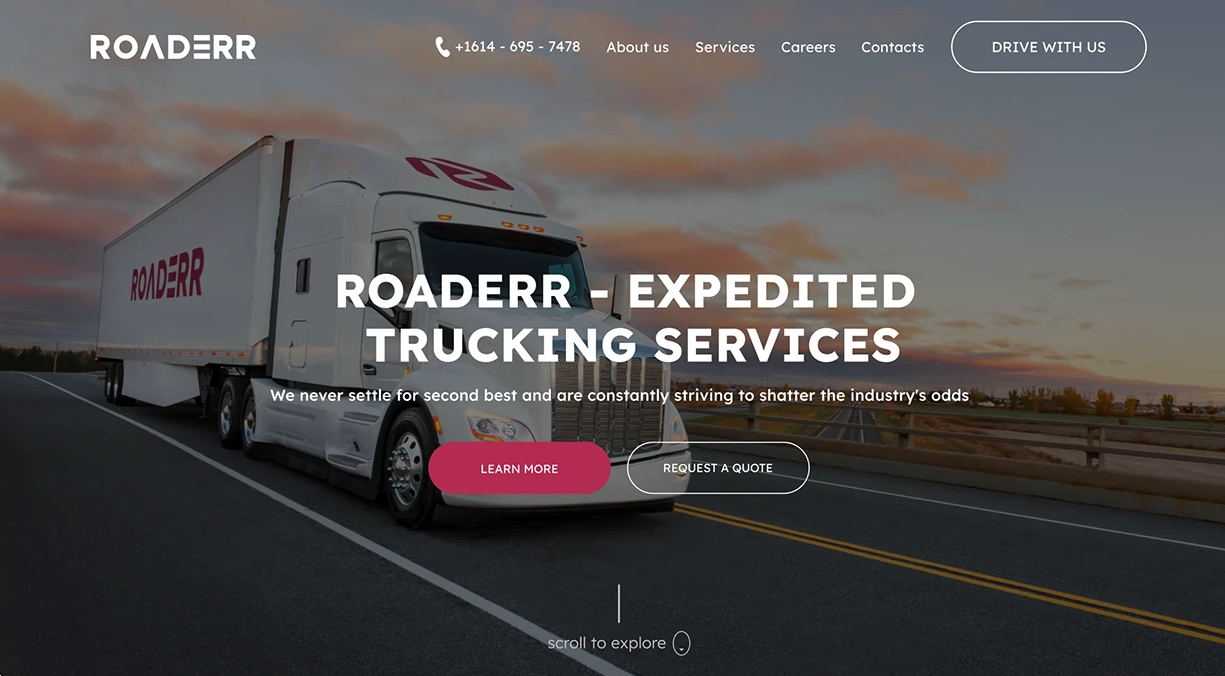 ROADERR
+1614 - 695 - 7478
About us
Services
Careers
Contacts
DRIVE WITH US
ROADERR
ROADERR - EXPEDITED
TRUCKING SERVICES
We never settle for second best and are constantly striving to shatter the industry's odds
LEARN MORE
REQUEST A QUOTE
scroll to explore